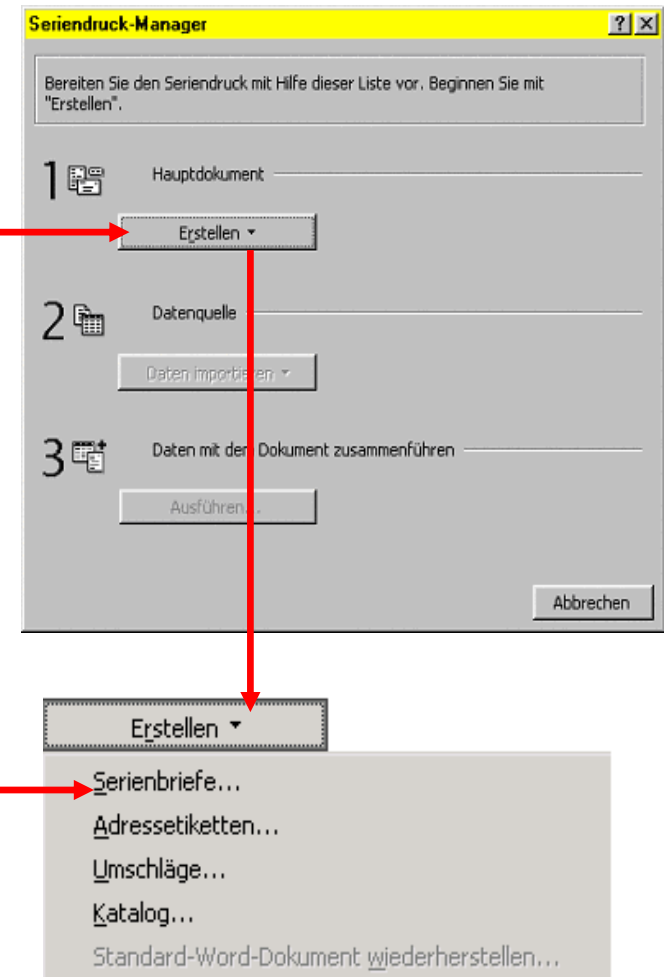 Seriendruck-Manager
Bereiten Sie den Seriendruck mit Hilfe dieser Liste vor. Beginnen Sie mit
"Erstellen".
1 Hauptdokument
Erstellen
2 Datenquelle
Daten importieren
3 Daten mit dem Dokument zusammenführen
Ausführen...
Abbrechen
Erstellen
Serienbriefe...
Adressetiketten...
Umschläge...
Katalog...
Standard-Word-Dokument wiederherstellen...